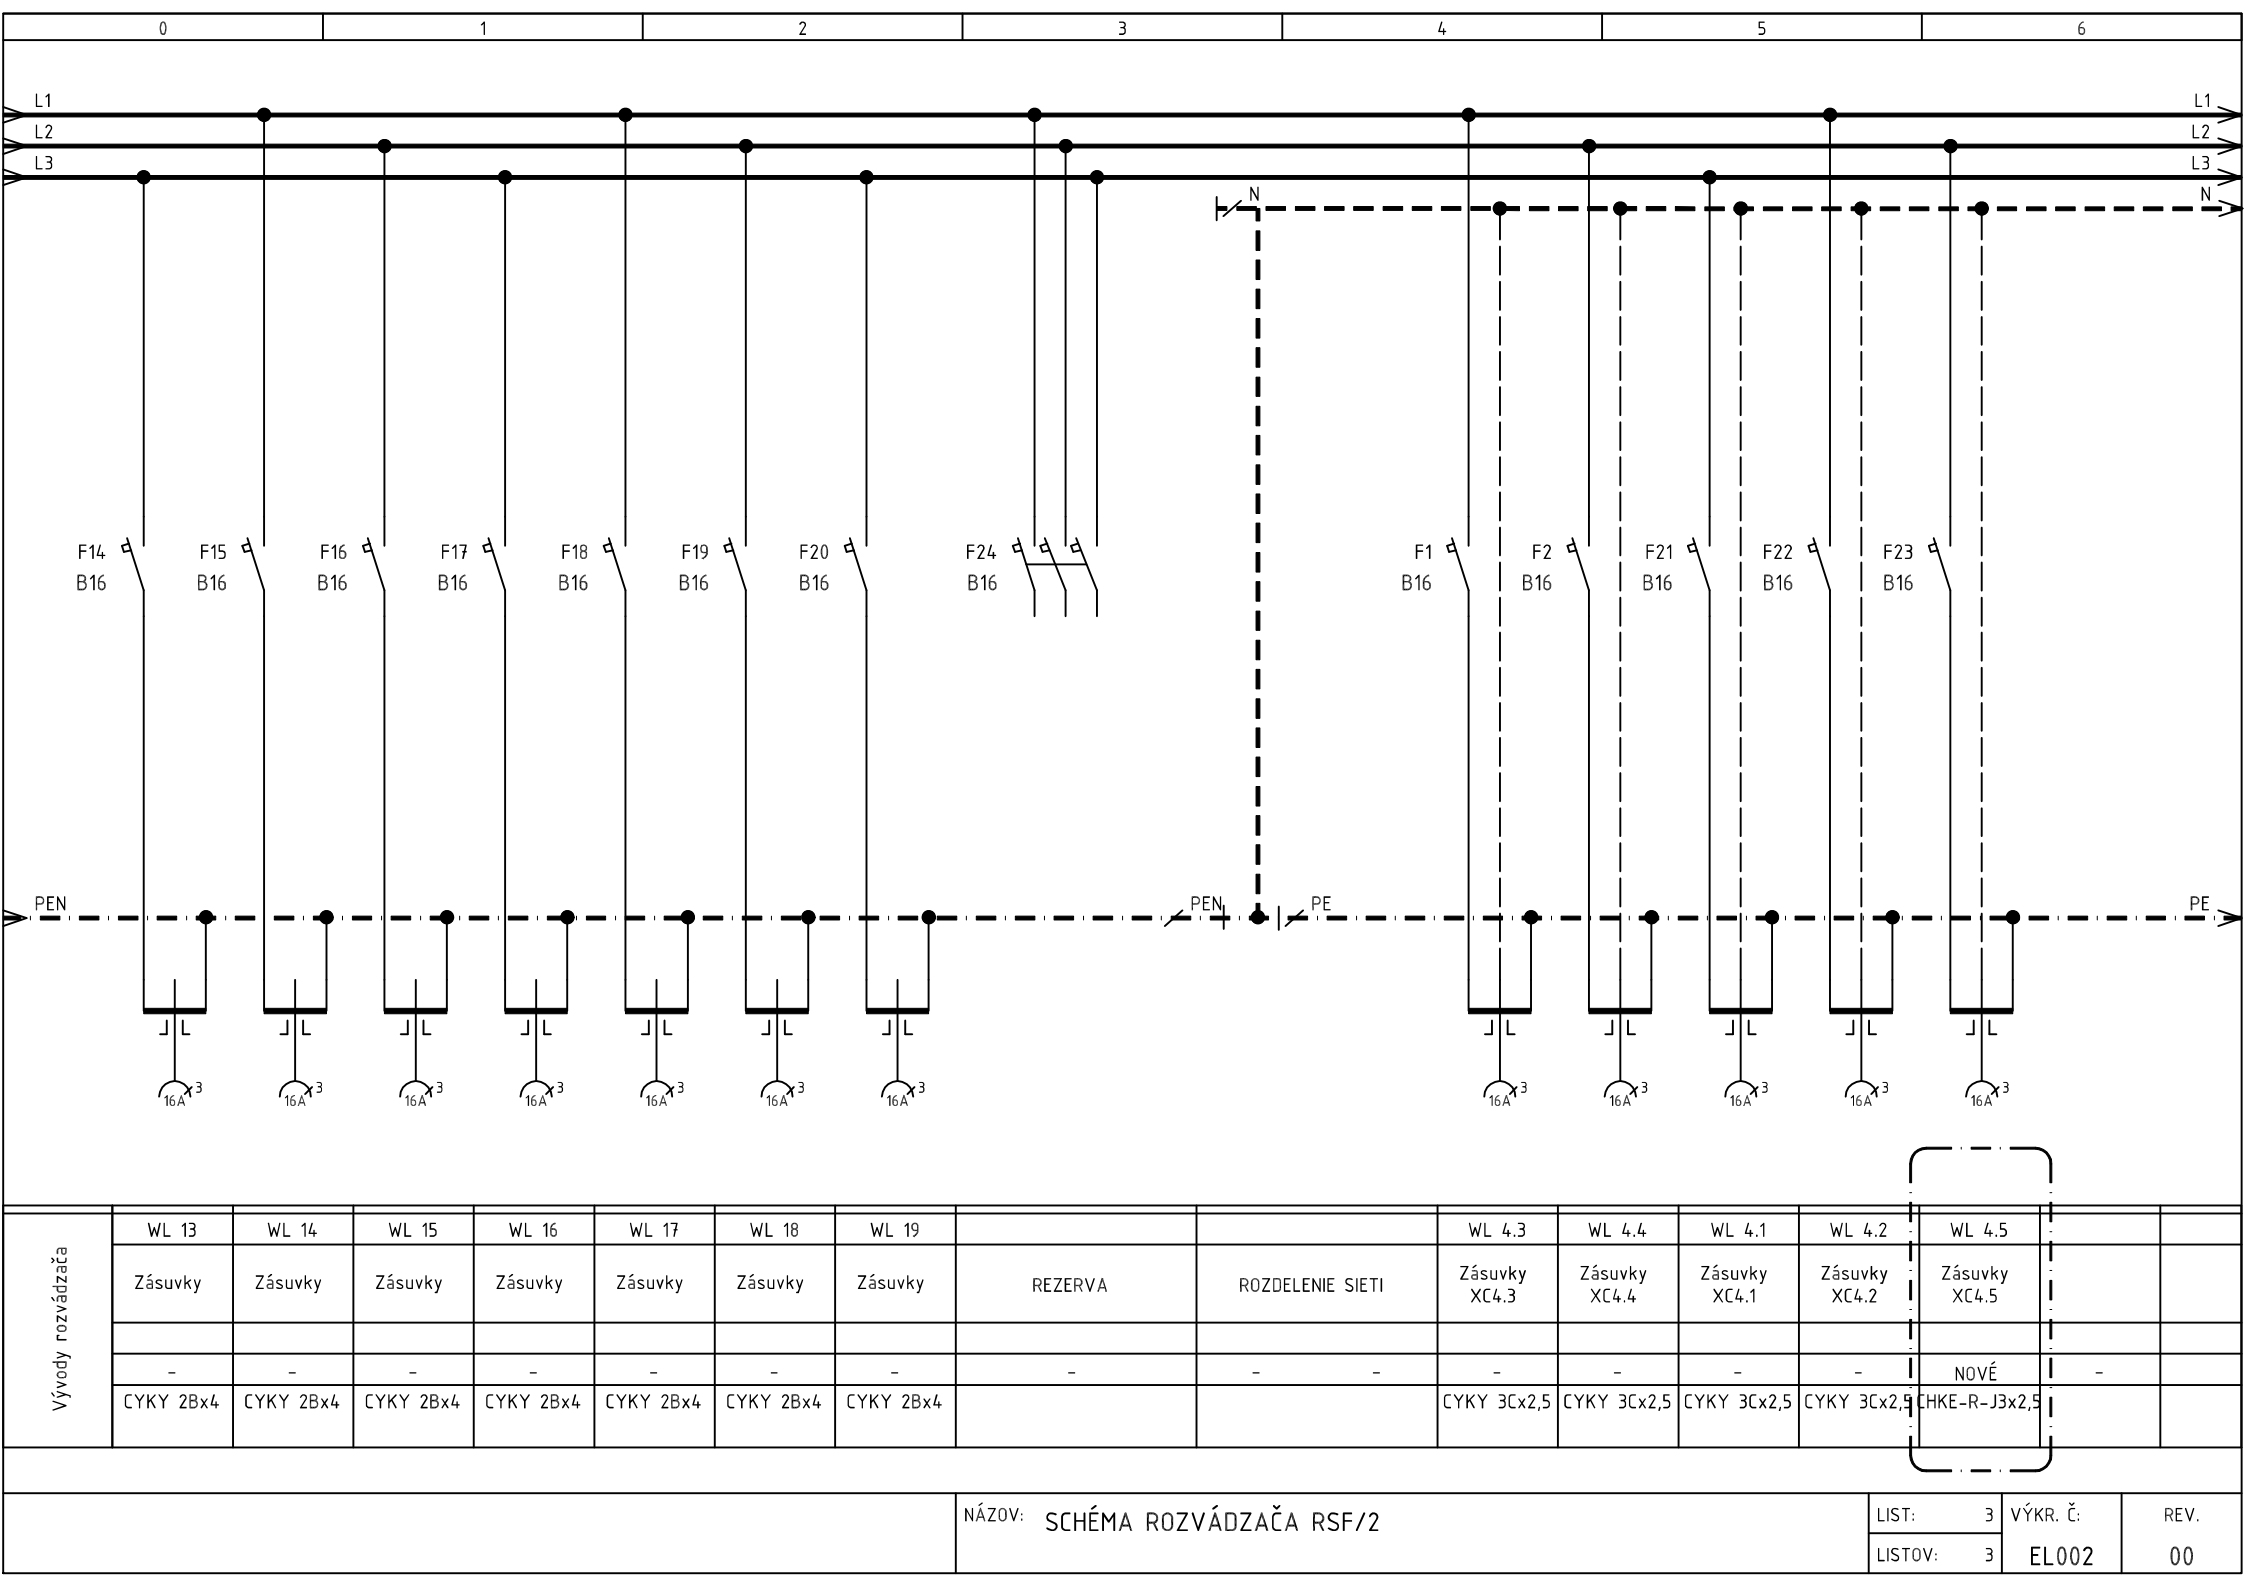 0 1 2 3 4 5 6
L1 L1
L2 L2
L3 L3
N N
F14 F15 F16 F17 F18 F19 F20 F24 F1 F2 F21 F22 F23
B16 B16 B16 B16 B16 B16 B16 B16 B16 B16 B16 B16 B16
PEN PEN PE PE
3 3 3 3 3 3 3 3 3 3 3 3
16A 16A 16A 16A 16A 16A 16A 16A 16A 16A 16A 16A
Vývody rozvádzača
WL 13 WL 14 WL 15 WL 16 WL 17 WL 18 WL 19 WL 4.3 WL 4.4 WL 4.1 WL 4.2 WL 4.5
Zásuvky Zásuvky Zásuvky Zásuvky Zásuvky Zásuvky Zásuvky REZERVA ROZDELENIE SIETI Zásuvky Zásuvky Zásuvky Zásuvky Zásuvky
XC4.3 XC4.4 XC4.1 XC4.2 XC4.5
- - - - - - - - - - - - - - NOVÉ -
CYKY 2Bx4 CYKY 2Bx4 CYKY 2Bx4 CYKY 2Bx4 CYKY 2Bx4 CYKY 2Bx4 CYKY 2Bx4 CYKY 3Cx2,5 CYKY 3Cx2,5 CYKY 3Cx2,5 CYKY 3Cx2,5 CHKE-R-J3x2,5
NÁZOV: SCHÉMA ROZVÁDZAČA RSF/2
LIST: 3 VÝKR. Č: REV.
LISTOV: 3 EL002 00